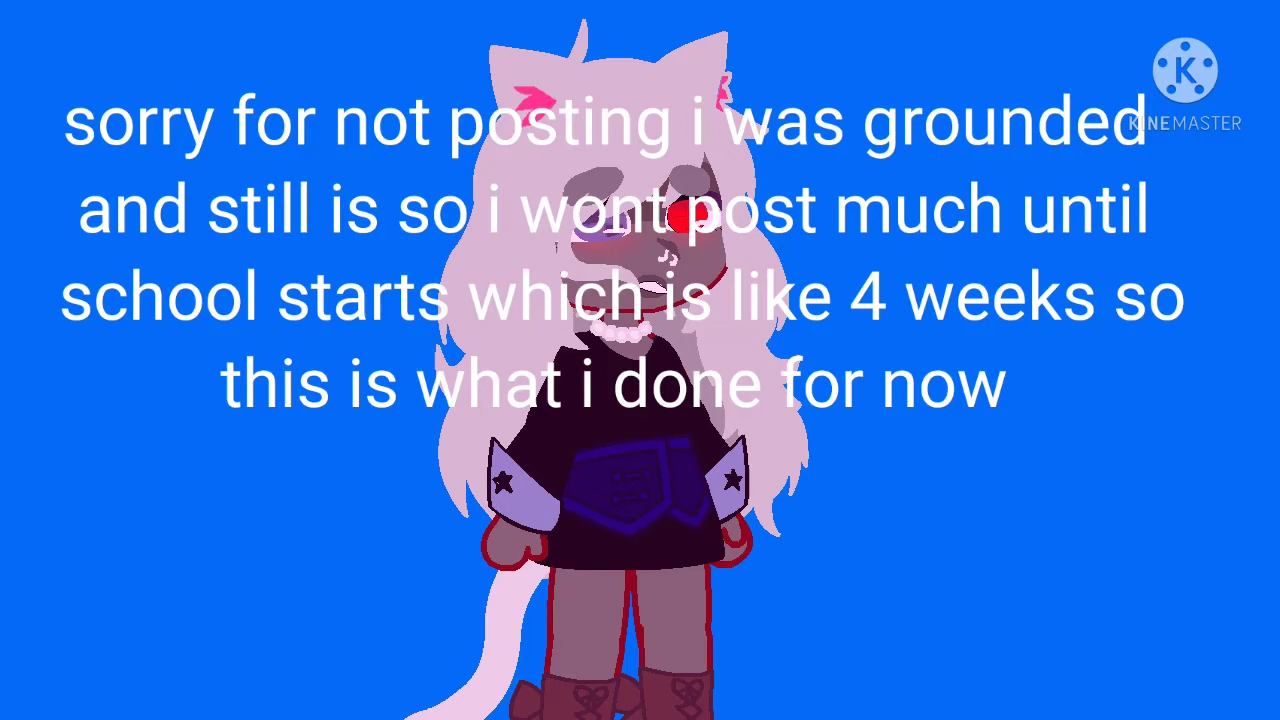 sorry for not posting i was grounded
and still is so i wont post much until
school starts which is like 4 weeks so
this is what i done for now
K
KINEMASTER